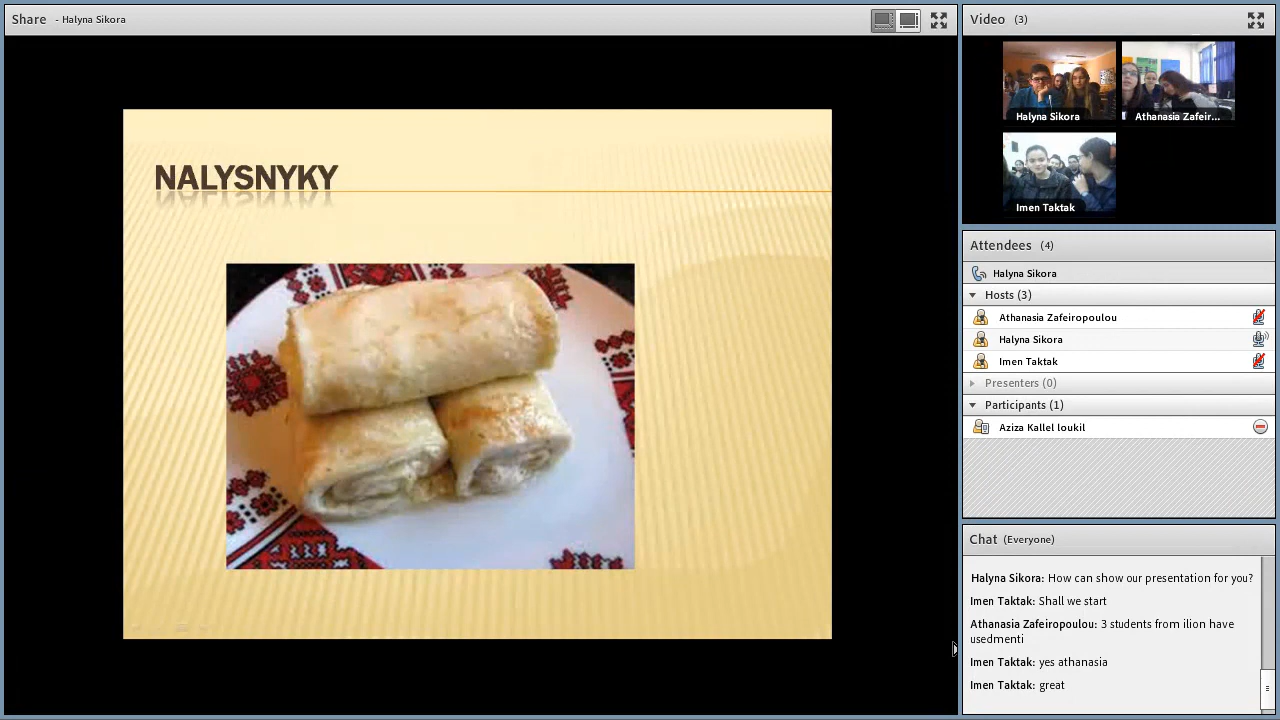 Share - Halyna Sikora
NALYSNYKY
Video (3)
Halyna Sikora
Athanasia Zafeir...
Imen Taktak
Attendees (4)
Halyna Sikora
Hosts (3)
Athanasia Zafeiropoulou
Halyna Sikora
Imen Taktak
Presenters (0)
Participants (1)
Aziza Kallel loukil
Chat (Everyone)
Halyna Sikora: How can show our presentation for you?
Imen Taktak: Shall we start
Athanasia Zafeiropoulou: 3 students from ilion have
usedmenti
Imen Taktak: yes athanasia
Imen Taktak: great